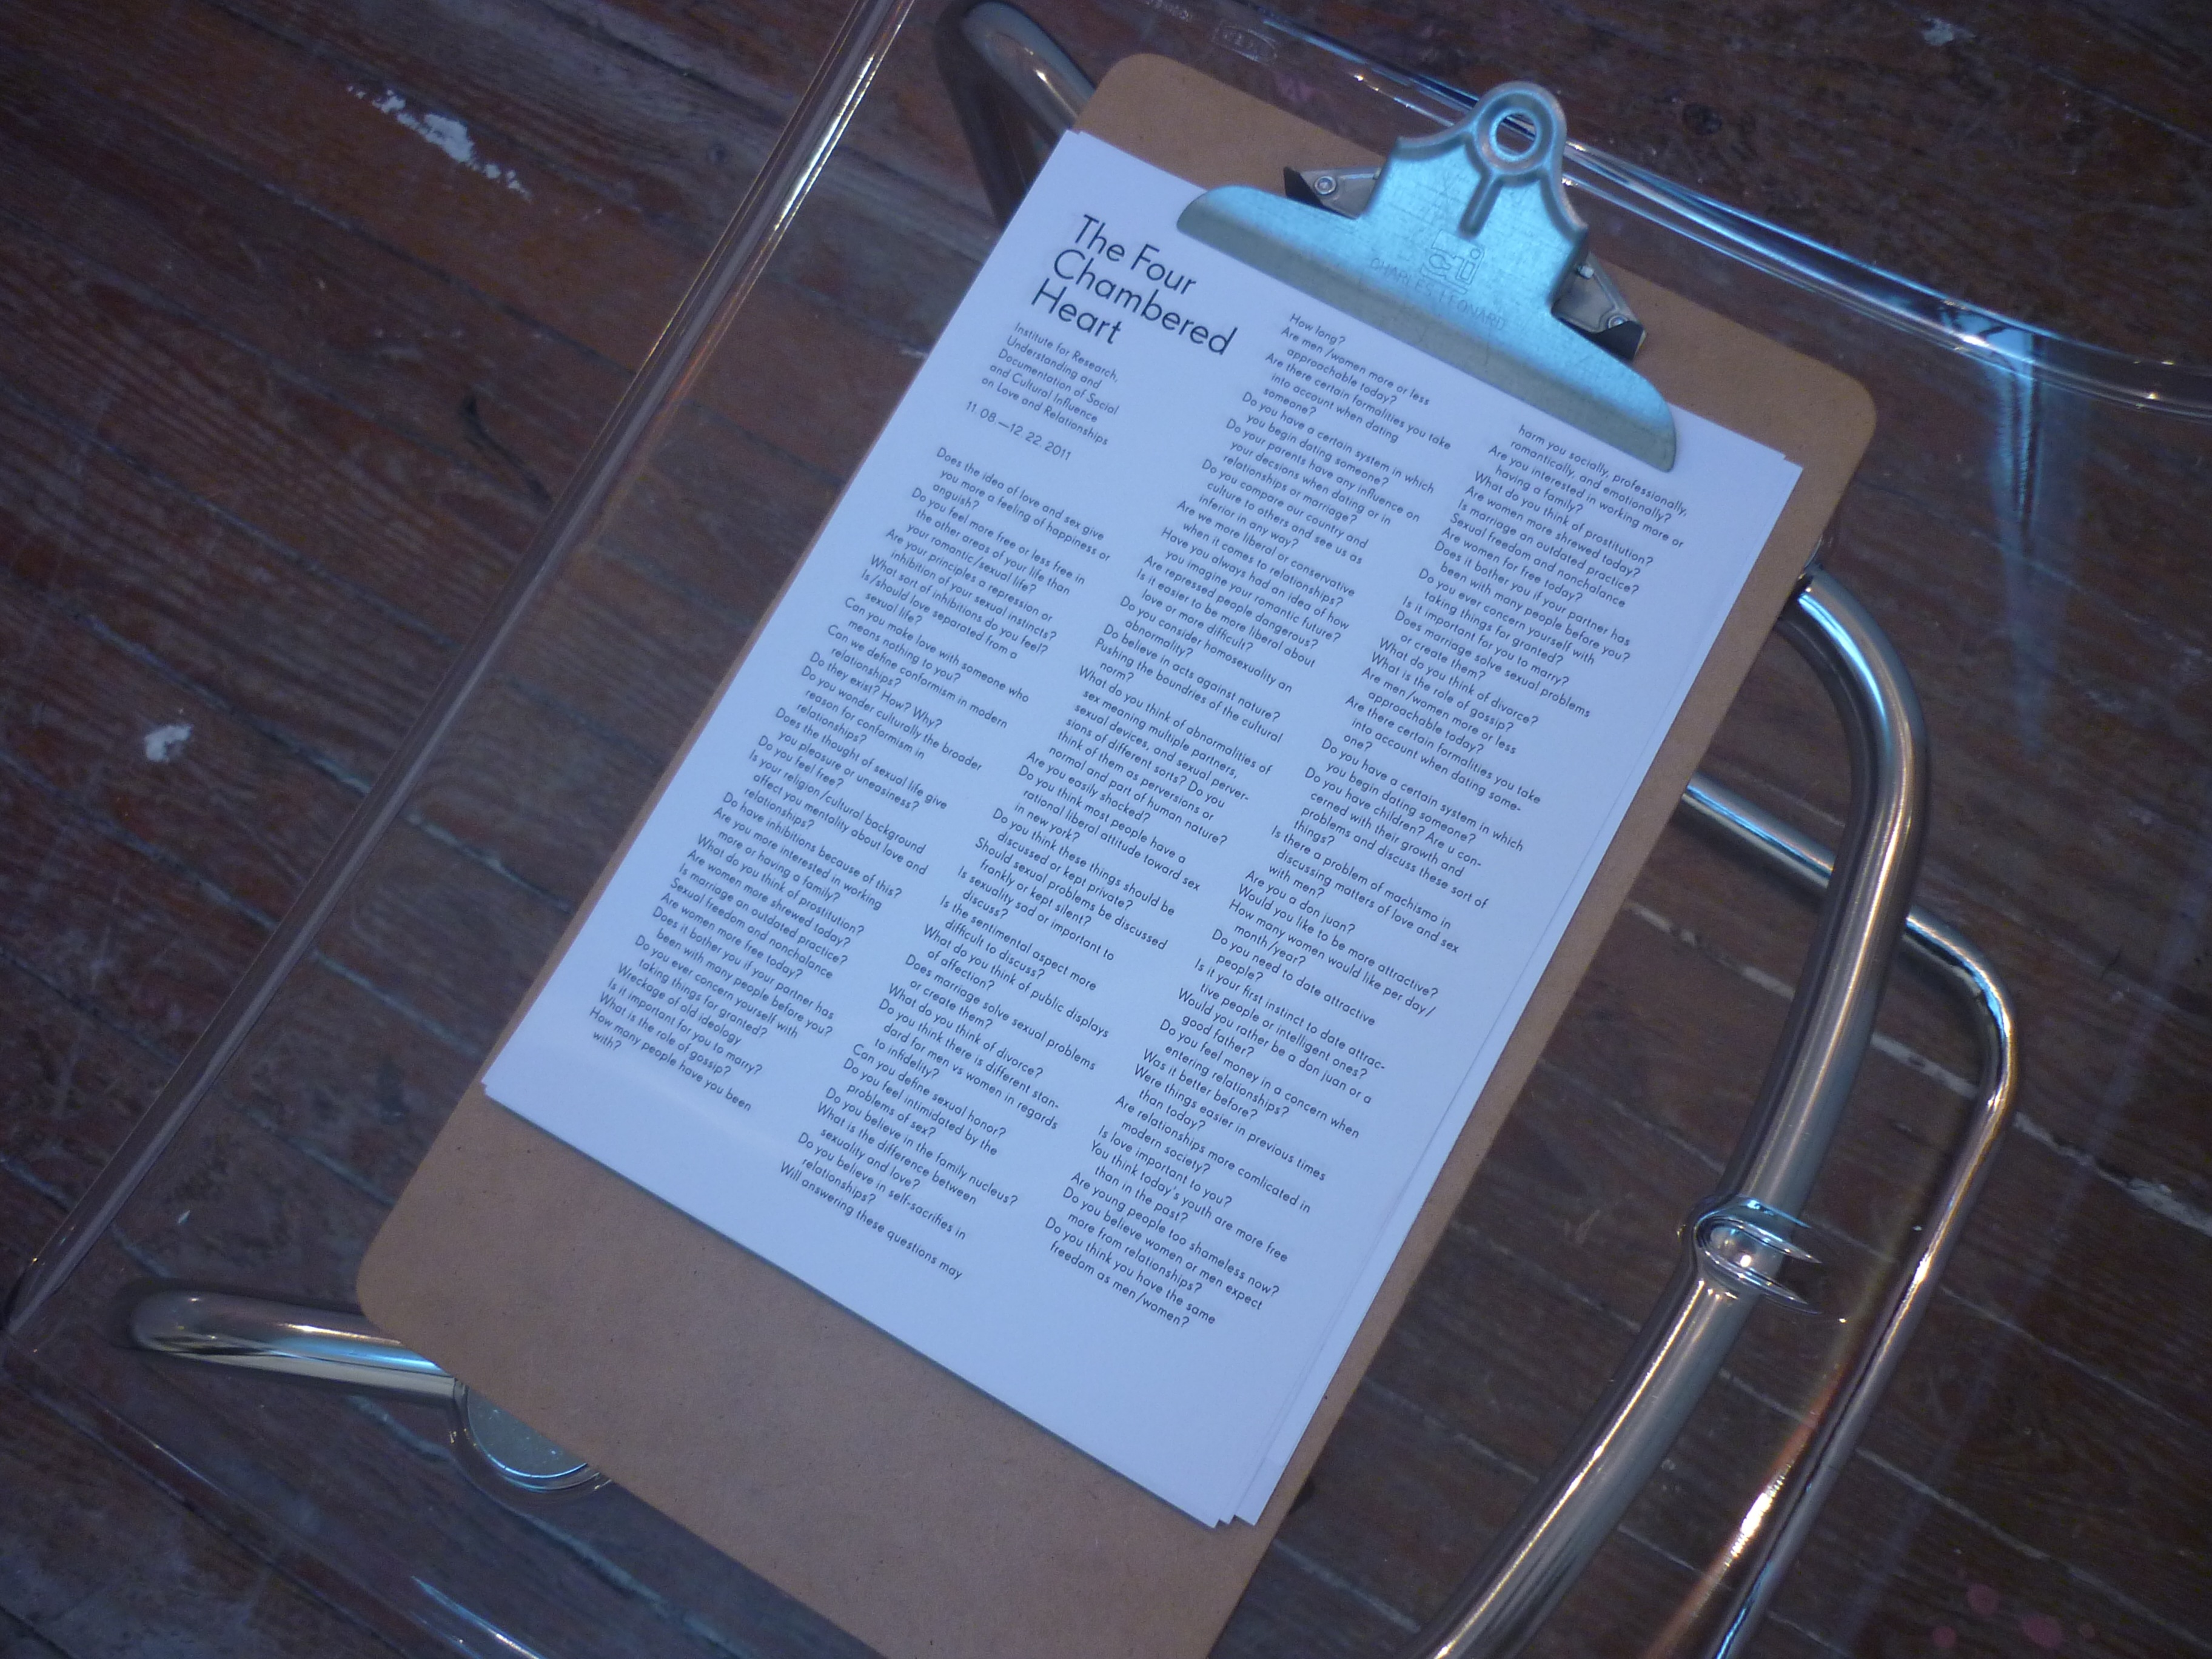 The Four
Chambered
Heart
Institute for Research,
Understanding and
Documentation of Social
and Cultural Influence
on Love and Relationships
11. 08.—12. 22. 2011
Does the idea of love and sex give
you more a feeling of happiness or
anguish?
Do you feel more free or less free in
the other areas of your life than
your romantic/sexual life?
Are your principles a repression or
inhibition of your sexual instincts?
What sort of inhibitions do you feel?
Is/should love separated from a
sexual life?
Can you make love with someone who
means nothing to you?
Can we define conformism in modern
relationships?
Do they exist? How? Why?
Do you wonder culturally the broader
reason for conformism in
relationships?
Does the thought of sexual life give
you pleasure or uneasiness?
Do you feel free?
Is your religion/cultural background
affect you mentality about love and
relationships?
Do have inhibitions because of this?
Are you more interested in working
more or having a family?
What do you think of prostitution?
Are women more shrewed today?
Is marriage an outdated practice?
Sexual freedom and nonchalance
Are women more free today?
Does it bother you if your partner has
been with many people before you?
Do you ever concern yourself with
taking things for granted?
Wreckage of old ideology
Is it important for you to marry?
What is the role of gossip?
How many people have you been
with?
How long?
Are men/women more or less
approachable today?
Are there certain formalities you take
into account when dating
someone?
Do you have a certain system in which
you begin dating someone?
Do your parents have any influence on
your decsions when dating or in
relationships or marriage?
Do you compare our country and
culture to others and see us as
inferior in any way?
Are we more liberal or conservative
when it comes to relationships?
Have you always had an idea of how
you imagine your romantic future?
Are repressed people dangerous?
Is it easier to be more liberal about
love or more difficult?
Do you consider homosexuality an
abnormality?
Do believe in acts against nature?
Pushing the boundries of the cultural
norm?
What do you think of abnormalities of
sex meaning multiple partners,
sexual devices, and sexual perver-
sions of different sorts? Do you
think of them as perversions or
normal and part of human nature?
Are you easily shocked?
Do you think most people have a
rational liberal attitude toward sex
in new york?
Do you think these things should be
discussed or kept private?
Should sexual problems be discussed
frankly or kept silent?
Is sexuality sad or important to
discuss?
Is the sentimental aspect more
difficult to discuss?
What do you think of public displays
of affection?
Does marriage solve sexual problems
or create them?
What do you think of divorce?
Do you think there is different stan-
dard for men vs women in regards
to infidelity?
Can you define sexual honor?
Do you feel intimidated by the
problems of sex?
Do you believe in the family nucleus?
What is the difference between
sexuality and love?
Do you believe in self-sacrifies in
relationships?
Will answering these questions may
harm you socially, professionally,
romantically, and emotionally?
Are you interested in working more or
having a family?
What do you think of prostitution?
Are women more shrewed today?
Is marriage an outdated practice?
Sexual freedom and nonchalance
Are women for free today?
Does it bother you if your partner has
been with many people before you?
Do you ever concern yourself with
taking things for granted?
Is it important for you to marry?
Does marriage solve sexual problems
or create them?
What do you think of divorce?
What is the role of gossip?
Are men/women more or less
approachable today?
Are there certain formalities you take
into account when dating some-
one?
Do you have a certain system in which
you begin dating someone?
Do you have children? Are u con-
cerned with their growth and
problems and discuss these sort of
things?
Is there a problem of machismo in
discussing matters of love and sex
with men?
Are you a don juan?
Would you like to be more attractive?
How many women would like per day/
month/year?
Do you need to date attractive
people?
Is it your first instinct to date attrac-
tive people or intelligent ones?
Would you rather be a don juan or a
good father?
Do you feel money in a concern when
entering relationships?
Was it better before?
Were things easier in previous times
than today?
Are relationships more comlicated in
modern society?
Is love important to you?
You think today's youth are more free
than in the past?
Are young people too shameless now?
Do you believe women or men expect
more from relationships?
Do you think you have the same
freedom as men/women?
CHARLES LEONARD